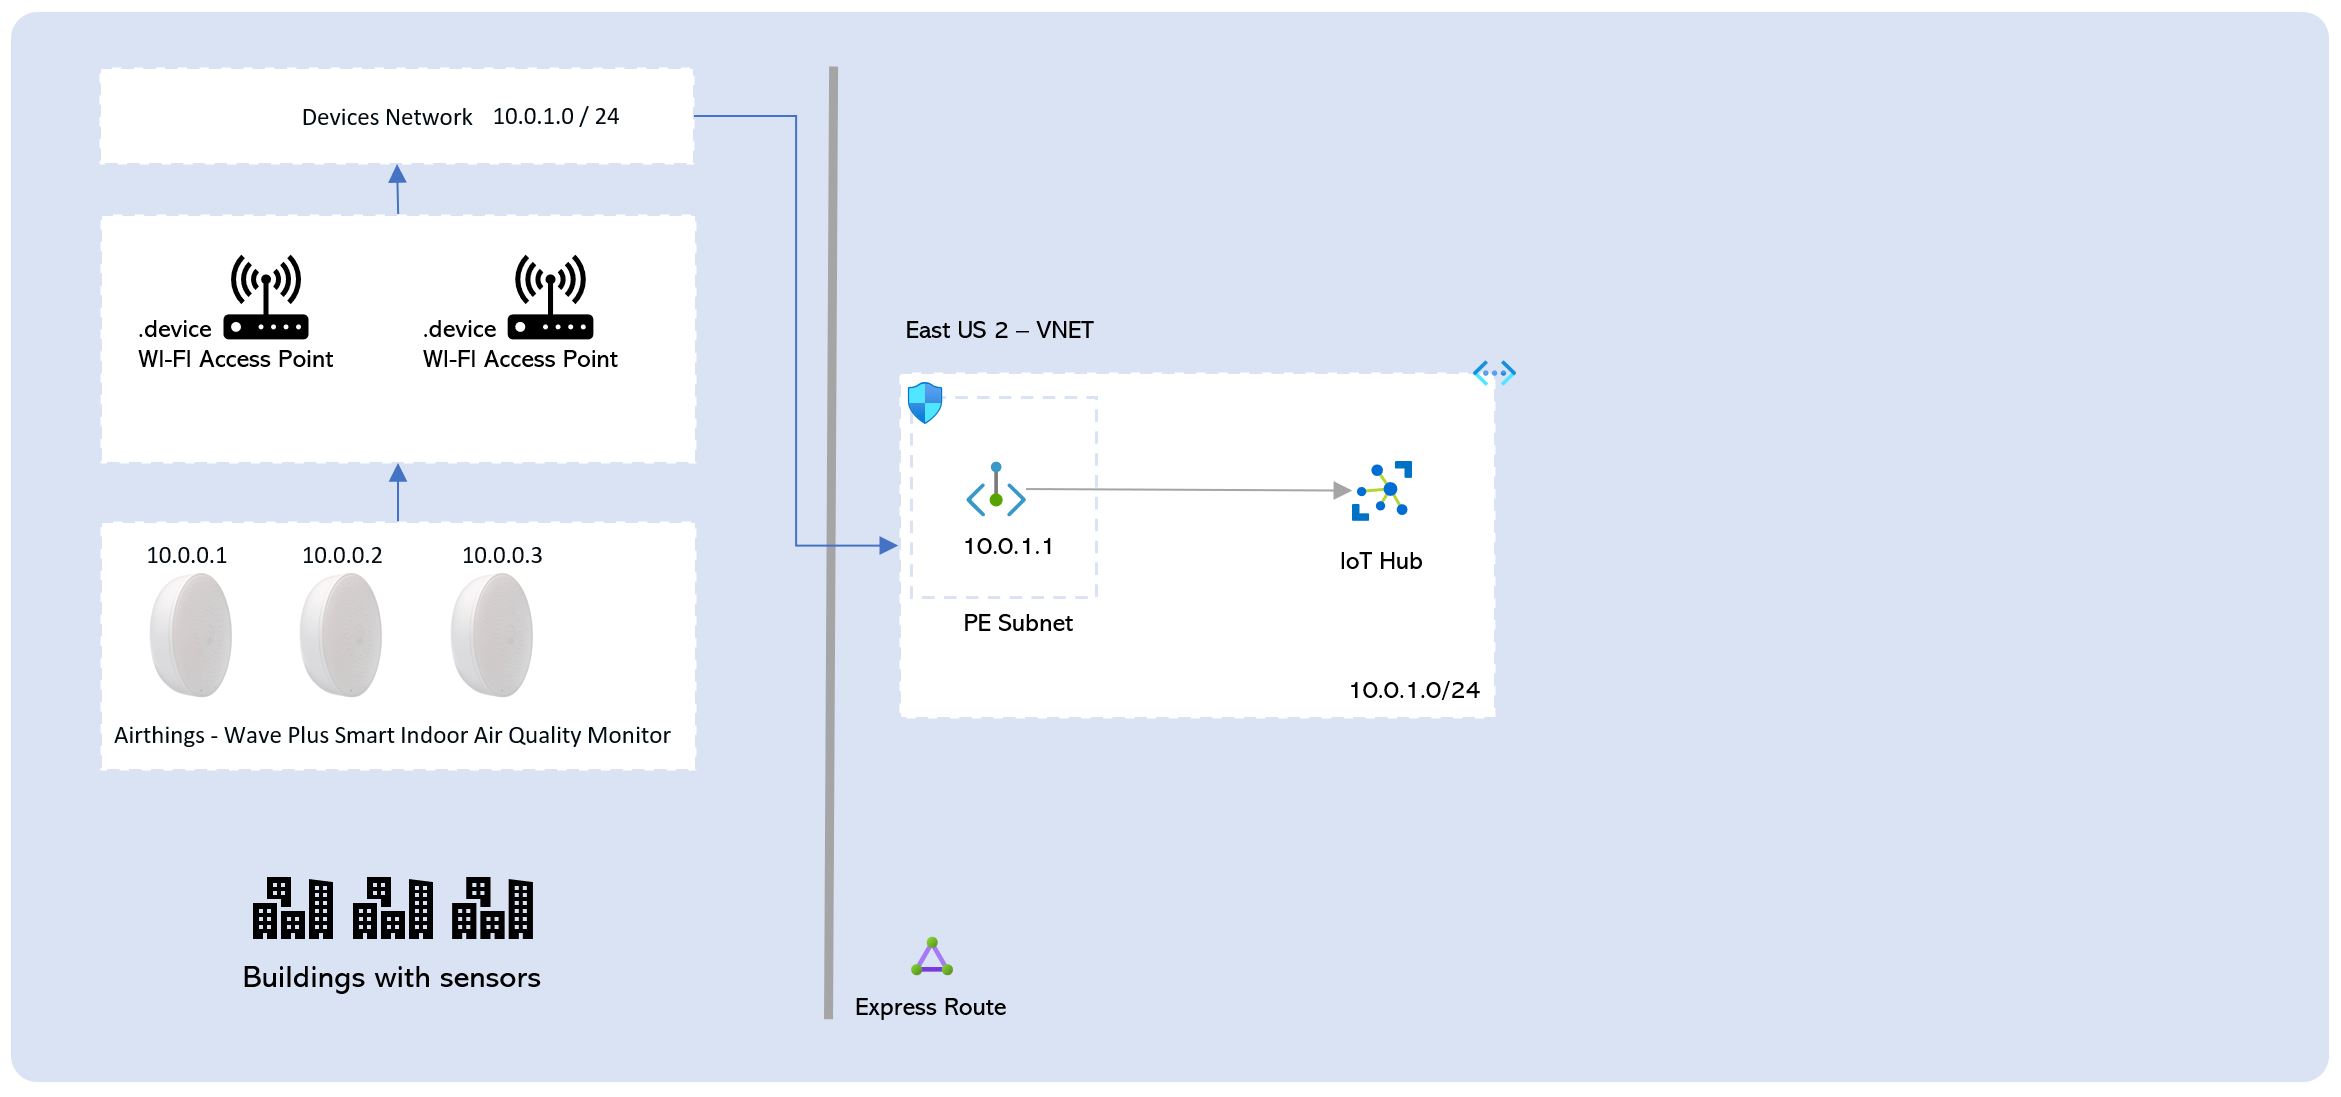 Devices Network 10.0.1.0 / 24
.device
WI-FI Access Point
.device
WI-FI Access Point
10.0.0.1
10.0.0.2
10.0.0.3
Airthings - Wave Plus Smart Indoor Air Quality Monitor
Buildings with sensors
East US 2 – VNET
10.0.1.1
PE Subnet
IoT Hub
10.0.1.0/24
Express Route